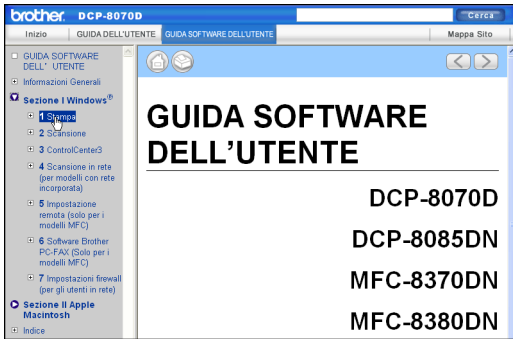 brother. DCP-8070D
Cerca
Inizio
GUIDA DELL'UTENTE
GUIDA SOFTWARE DELL'UTENTE
Mappa Sito
GUIDA SOFTWARE
DELL' UTENTE
Informazioni Generali
Sezione I Windows®
1 Stampa
2 Scansione
3 ControlCenter3
4 Scansione in rete
(per modelli con rete
incorporata)
5 Impostazione
remota (solo per i
modelli MFC)
6 Software Brother
PC-FAX (Solo per i
modelli MFC)
7 Impostazioni firewall
(per gli utenti in rete)
Sezione II Apple
Macintosh
Indice
GUIDA SOFTWARE
DELL'UTENTE
DCP-8070D
DCP-8085DN
MFC-8370DN
MFC-8380DN